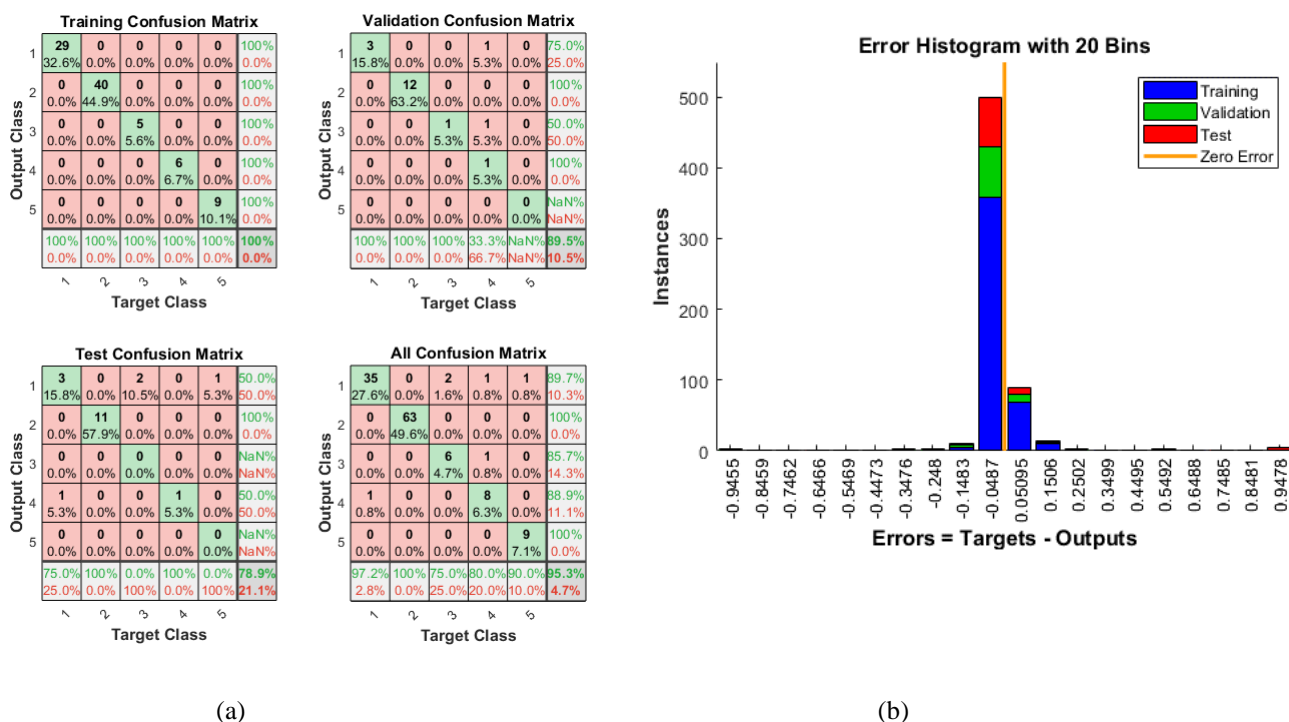 Training Confusion Matrix
1 29 0 0 0 0 100%
32.6% 0.0% 0.0% 0.0% 0.0% 0.0%
2 0 40 0 0 0 100%
0.0% 44.9% 0.0% 0.0% 0.0% 0.0%
3 0 0 5 0 0 100%
0.0% 0.0% 5.6% 0.0% 0.0% 0.0%
4 0 0 0 6 0 100%
0.0% 0.0% 0.0% 6.7% 0.0% 0.0%
5 0 0 0 0 9 100%
0.0% 0.0% 0.0% 0.0% 10.1% 0.0%
100% 100% 100% 100% 100% 100%
0.0% 0.0% 0.0% 0.0% 0.0% 0.0%
1 2 3 4 5
Target Class
Output Class
Validation Confusion Matrix
1 3 0 0 1 0 75.0%
15.8% 0.0% 0.0% 5.3% 0.0% 25.0%
2 0 12 0 0 0 100%
0.0% 63.2% 0.0% 0.0% 0.0% 0.0%
3 0 0 1 1 0 50.0%
0.0% 0.0% 5.3% 5.3% 0.0% 50.0%
4 0 0 0 1 0 100%
0.0% 0.0% 0.0% 5.3% 0.0% 0.0%
5 0 0 0 0 0 NaN%
0.0% 0.0% 0.0% 0.0% 0.0% NaN%
100% 100% 100% 33.3% NaN% 89.5%
0.0% 0.0% 0.0% 66.7% NaN% 10.5%
1 2 3 4 5
Target Class
Output Class
Test Confusion Matrix
1 3 0 2 0 1 50.0%
15.8% 0.0% 10.5% 0.0% 5.3% 50.0%
2 0 11 0 0 0 100%
0.0% 57.9% 0.0% 0.0% 0.0% 0.0%
3 0 0 0 0 0 NaN%
0.0% 0.0% 0.0% 0.0% 0.0% NaN%
4 1 0 0 1 0 50.0%
5.3% 0.0% 0.0% 5.3% 0.0% 50.0%
5 0 0 0 0 0 NaN%
0.0% 0.0% 0.0% 0.0% 0.0% NaN%
75.0% 100% 0.0% 100% 0.0% 78.9%
25.0% 0.0% 100% 0.0% 100% 21.1%
1 2 3 4 5
Target Class
Output Class
All Confusion Matrix
1 35 0 2 1 1 89.7%
27.6% 0.0% 1.6% 0.8% 0.8% 10.3%
2 0 63 0 0 0 100%
0.0% 49.6% 0.0% 0.0% 0.0% 0.0%
3 0 0 6 1 0 85.7%
0.0% 0.0% 4.7% 0.8% 0.0% 14.3%
4 1 0 0 8 0 88.9%
0.8% 0.0% 0.0% 6.3% 0.0% 11.1%
5 0 0 0 0 9 100%
0.0% 0.0% 0.0% 0.0% 7.1% 0.0%
97.2% 100% 75.0% 80.0% 90.0% 95.3%
2.8% 0.0% 25.0% 20.0% 10.0% 4.7%
1 2 3 4 5
Target Class
Output Class
(a)
Error Histogram with 20 Bins
Training
Validation
Test
Zero Error
500
400
300
200
100
0
Instances
-0.9455
-0.8459
-0.7462
-0.6466
-0.5469
-0.4473
-0.3476
-0.248
-0.1483
-0.0487
0.05095
0.1506
0.2502
0.3499
0.4495
0.5492
0.6488
0.7485
0.8481
0.9478
Errors = Targets - Outputs
(b)